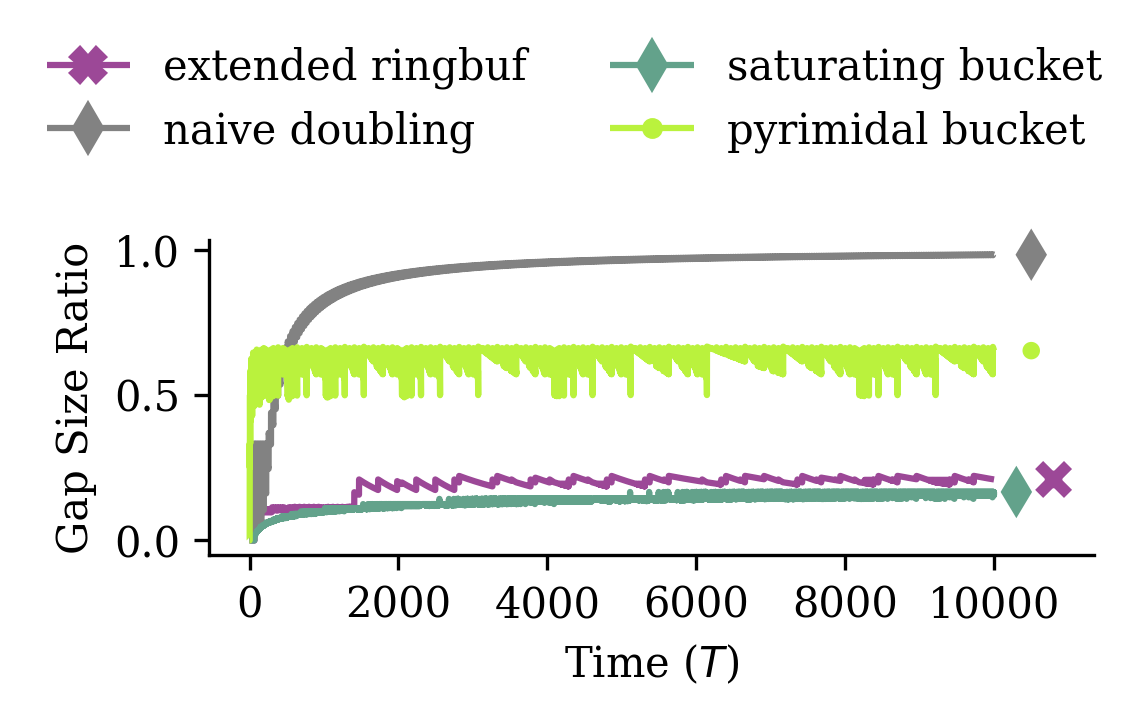 extended ringbuf
naive doubling
saturating bucket
pyrimidal bucket
Gap Size Ratio
1.0
0.5
0.0
0 2000 4000 6000 8000 10000
Time (T)